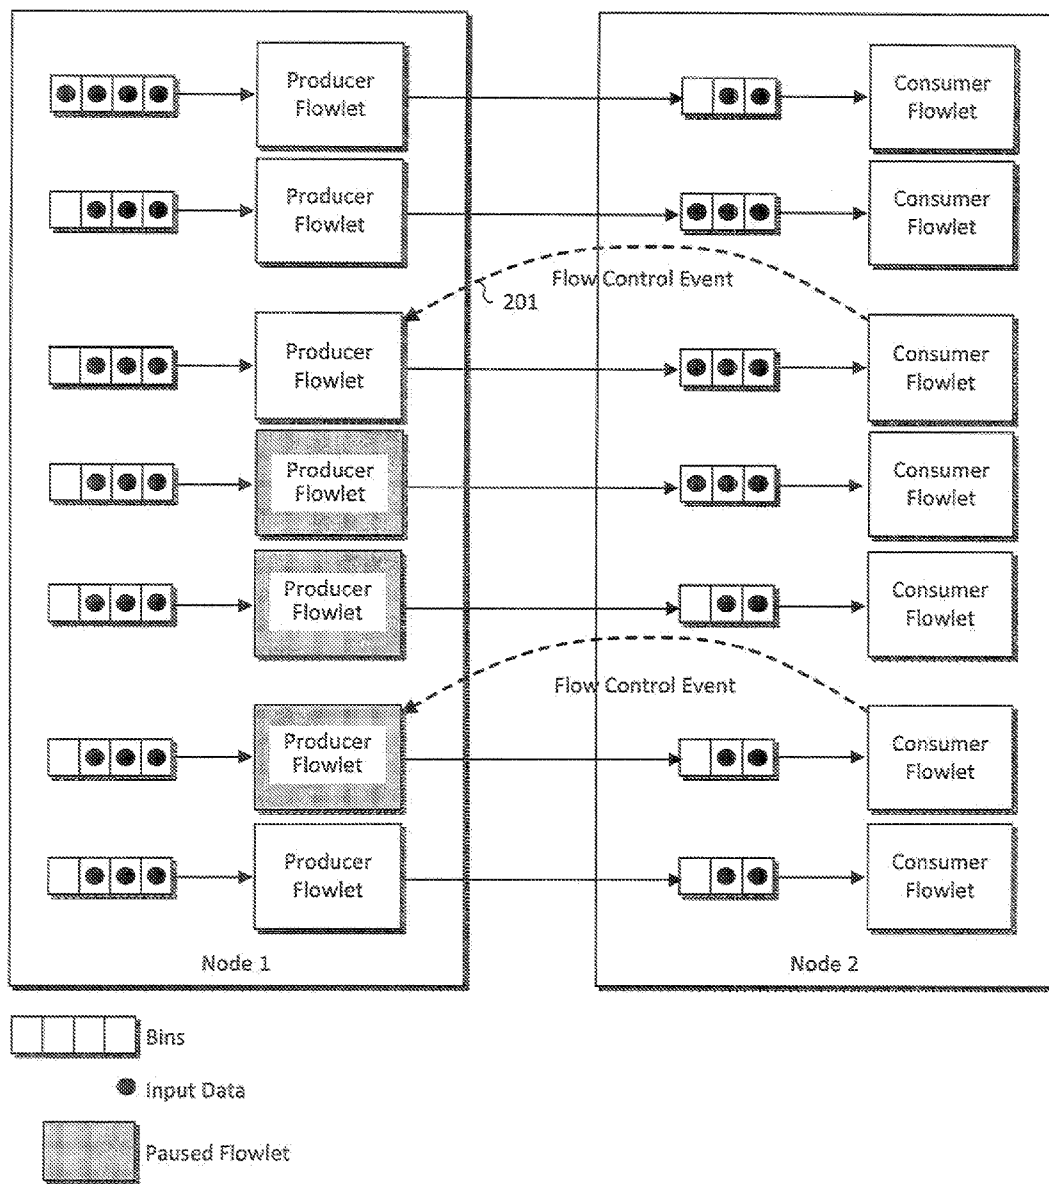 Producer
Flowlet
Consumer
Flowlet
Producer
Flowlet
Consumer
Flowlet
Flow Control Event
201
Producer
Flowlet
Consumer
Flowlet
Producer
Flowlet
Consumer
Flowlet
Producer
Flowlet
Consumer
Flowlet
Flow Control Event
Producer
Flowlet
Consumer
Flowlet
Producer
Flowlet
Consumer
Flowlet
Node 1
Node 2
Bins
Input Data
Paused Flowlet